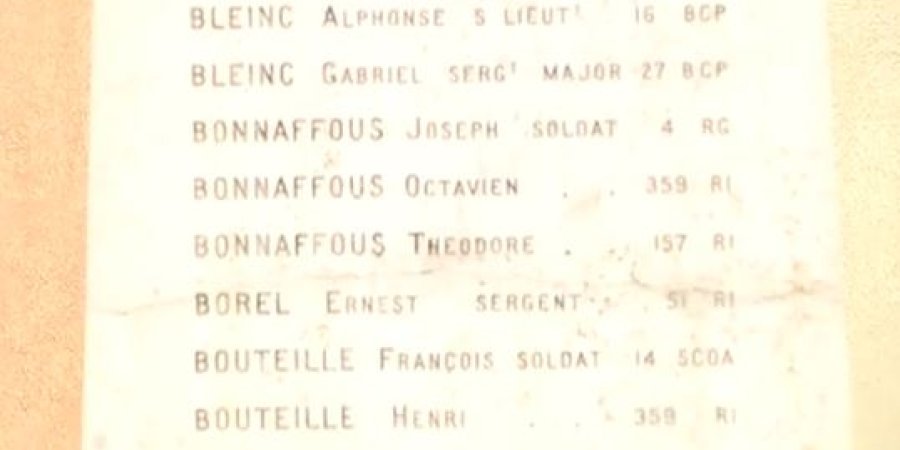 BLEINC ALPHONSE S LIEUT^t 16 BCP
BLEINC GABRIEL SERG^t MAJOR 27 BCP
BONNAFFOUS JOSEPH SOLDAT 4 RG
BONNAFFOUS OCTAVIEN . . 359 RI
BONNAFFOUS THEODORE . . 157 RI
BOREL ERNEST SERGENT 51 RI
BOUTEILLE FRANÇOIS SOLDAT 14 SCOA
BOUTEILLE HENRI . . 359 RI